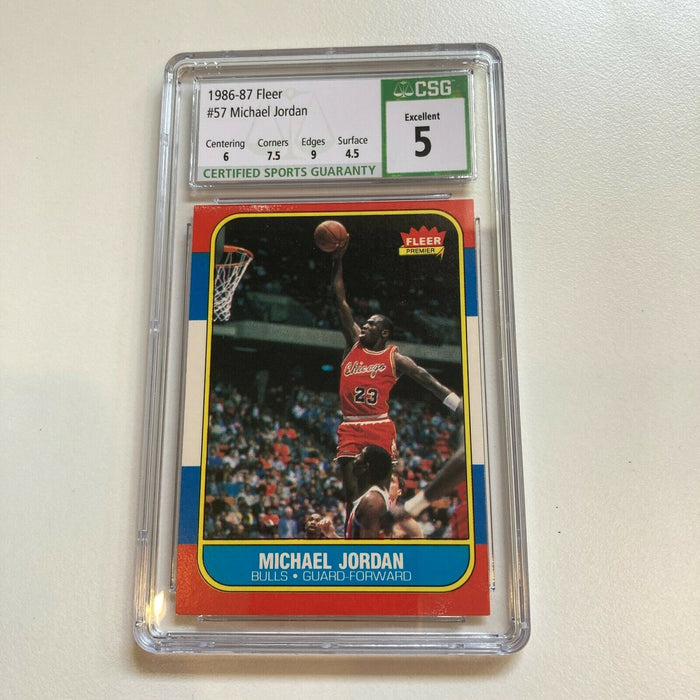 1986-87 Fleer
#57 Michael Jordan
CSG
Centering Corners Edges Surface
6 7.5 9 4.5
Excellent
5
CERTIFIED SPORTS GUARANTY
FLEER
PREMIER
Chicago
23
MICHAEL JORDAN
BULLS • GUARD-FORWARD